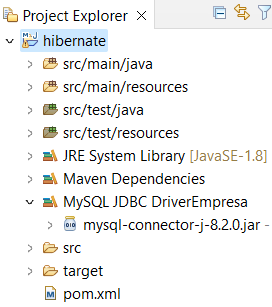 Project Explorer
hibernate
src/main/java
src/main/resources
src/test/java
src/test/resources
JRE System Library [JavaSE-1.8]
Maven Dependencies
MySQL JDBC DriverEmpresa
mysql-connector-j-8.2.0.jar
src
target
pom.xml